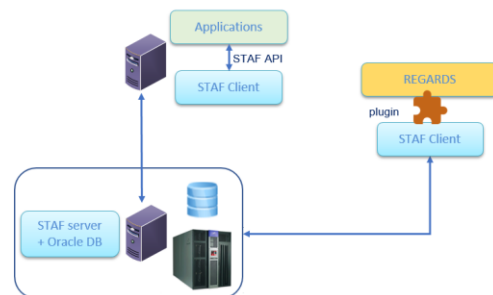 Applications
STAF API
STAF Client
REGARDS
plugin
STAF Client
STAF server
+ Oracle DB